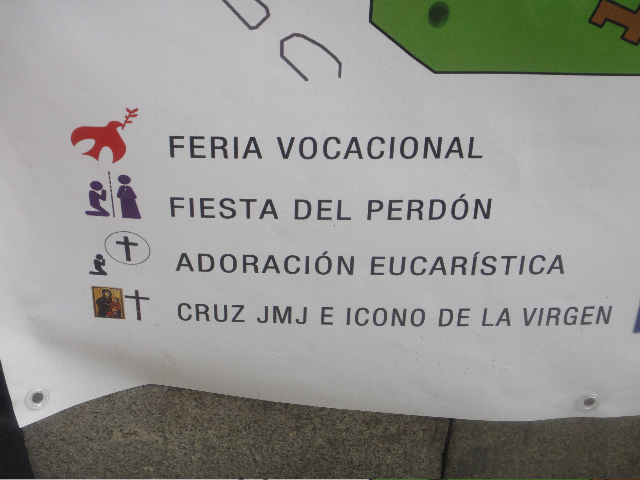 FERIA VOCACIONAL
FIESTA DEL PERDÓN
ADORACIÓN EUCARÍSTICA
CRUZ JMJ E ICONO DE LA VIRGEN